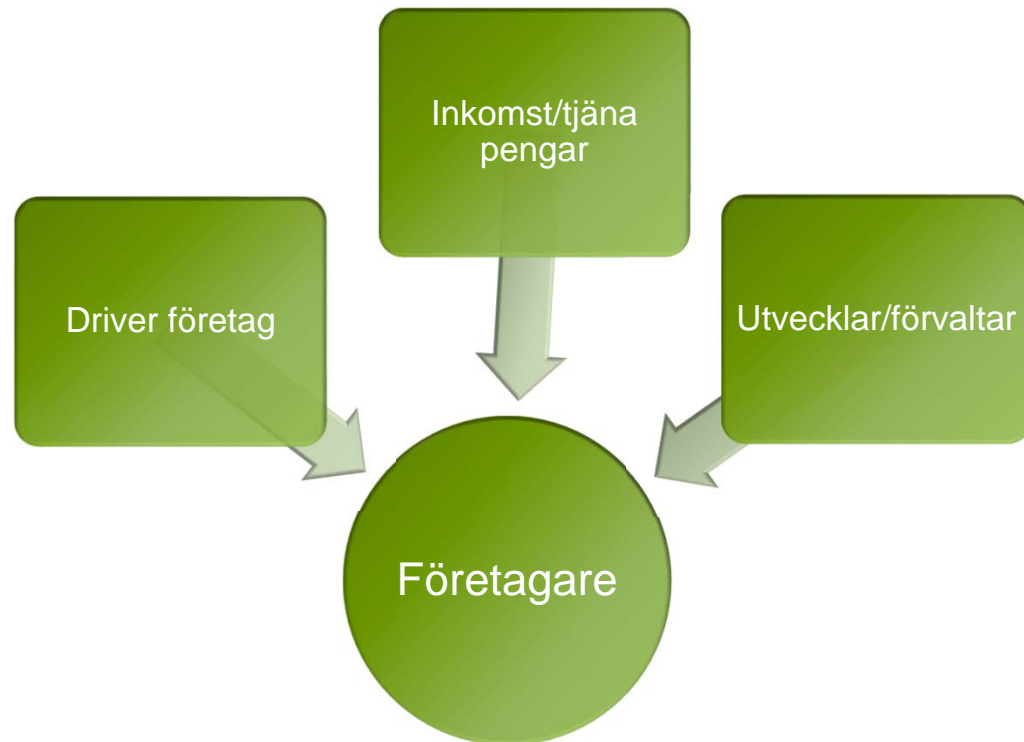 Inkomst/tjäna
pengar
Driver företag
Utvecklar/förvaltar
Företagare